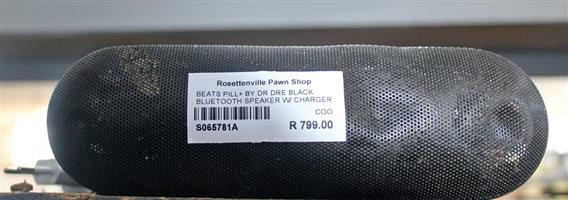 Rosettenville Pawn Shop
BEATS PILL+ BY DR DRE BLACK
BLUETOOTH SPEAKER W/ CHARGER
COO
S065781A R 799.00